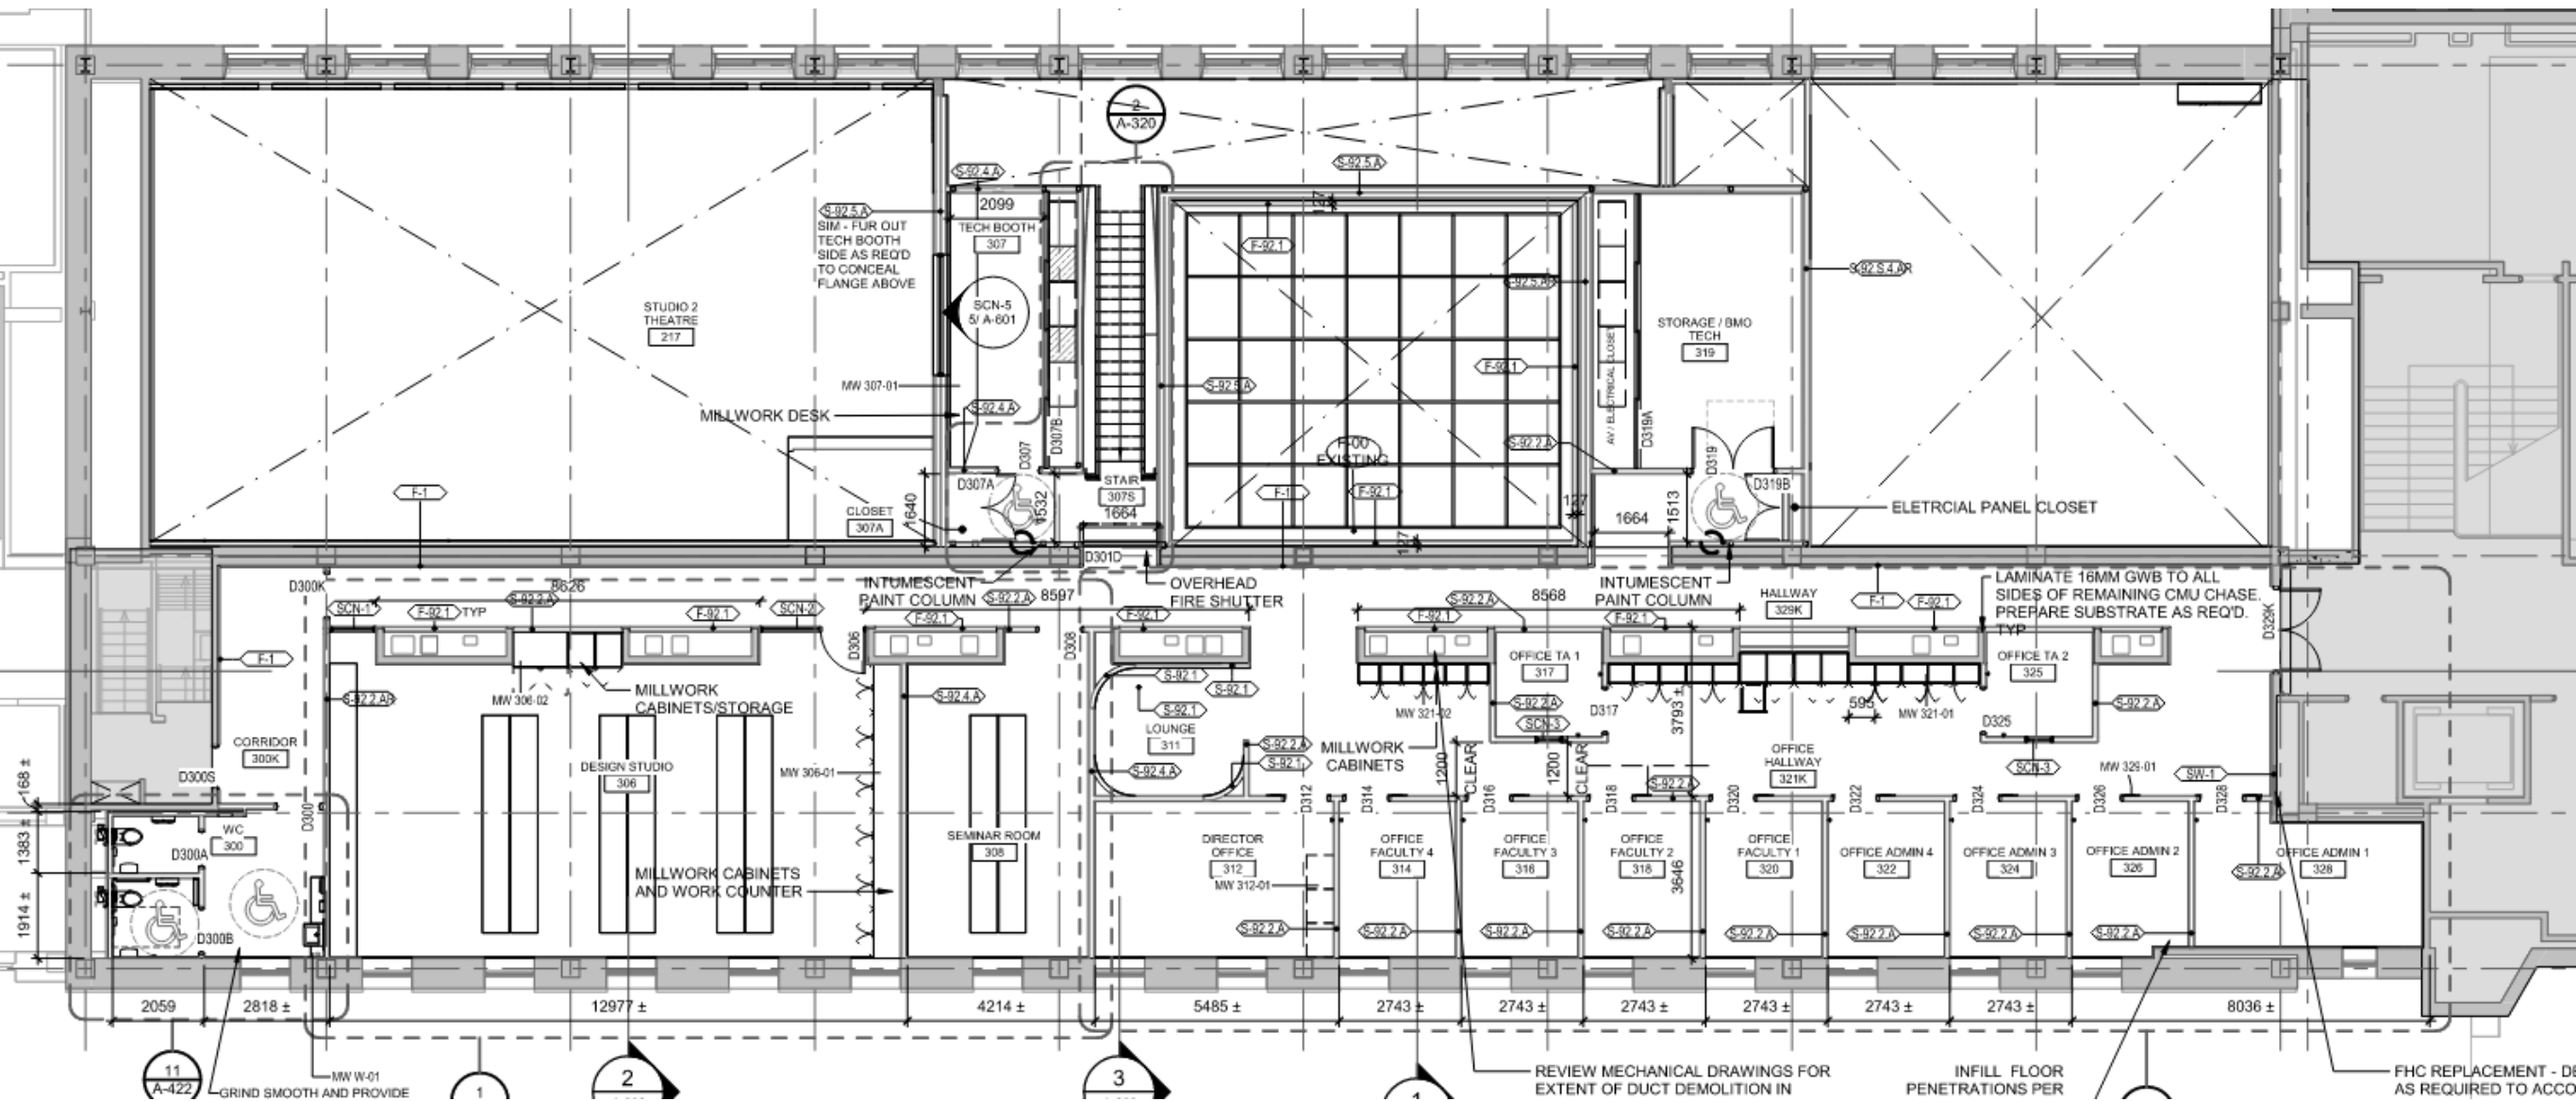 2
A-320
S-92.4.A
S-92.5.A
S-92.5.A
SIM - FUR OUT
TECH BOOTH
SIDE AS REQ'D
TO CONCEAL
FLANGE ABOVE
2099
TECH BOOTH
307
127
F-92.1
S-92.S.4.AR
SCN-5
5/ A-601
STUDIO 2
THEATRE
217
STORAGE / BMO
TECH
319
AV / ELECTRICAL CLOSET
F-92.1
MW 307-01
S-92.5.A
MILLWORK DESK
S-92.4.A
D307
D307B
D319A
S-92.2.A
F-00
EXISTING
D319
D307A
STAIR
307S
1664
D319B
F-1
F-1
F-92.1
127
CLOSET
307A
1640
1532
1664
1513
ELETRCIAL PANEL CLOSET
127
D301D
D300K
8626
INTUMESCENT
PAINT COLUMN
OVERHEAD
FIRE SHUTTER
INTUMESCENT
PAINT COLUMN
HALLWAY
329K
LAMINATE 16MM GWB TO ALL
SIDES OF REMAINING CMU CHASE.
PREPARE SUBSTRATE AS REQ'D.
TYP
SCN-1
F-92.1
TYP
S-92.2.A
F-92.1
SCN-2
F-92.1
S-92.2.A
8597
F-92.1
S-92.2.A
F-92.1
8568
F-92.1
F-1
F-92.1
D329K
D306
D308
F-1
S-92.2.AR
MW 306-02
MILLWORK
CABINETS/STORAGE
S-92.4.A
S-92.1
S-92.1
S-92.1
LOUNGE
311
S-92.2.A
S-92.1
S-92.4.A
MILLWORK
CABINETS
MW 321-02
OFFICE TA 1
317
S-92.2.A
SCN-3
D317
3793 ±
595
MW 321-01
OFFICE TA 2
325
D325
S-92.2.A
SCN-3
MW 329-01
SW-1
CORRIDOR
300K
D300S
DESIGN STUDIO
306
MW 306-01
1200
CLEAR
1200
CLEAR
S-92.2.A
OFFICE
HALLWAY
321K
168 ±
1383 ±
1914 ±
D300
WC
300
D300A
D300B
MILLWORK CABINETS
AND WORK COUNTER
SEMINAR ROOM
308
D312
D314
D316
D318
D320
D322
D324
D326
D328
DIRECTOR
OFFICE
312
MW 312-01
OFFICE
FACULTY 4
314
OFFICE
FACULTY 3
316
OFFICE
FACULTY 2
318
3646
OFFICE
FACULTY 1
320
OFFICE ADMIN 4
322
OFFICE ADMIN 3
324
OFFICE ADMIN 2
326
OFFICE ADMIN 1
328
S-92.2.A
S-92.2.A
S-92.2.A
S-92.2.A
S-92.2.A
S-92.2.A
S-92.2.A
S-92.2.A
S-92.2.A
2059
2818 ±
12977 ±
4214 ±
5485 ±
2743 ±
2743 ±
2743 ±
2743 ±
2743 ±
2743 ±
8036 ±
11
A-422
MW W-01
GRIND SMOOTH AND PROVIDE
1
2
3
1
REVIEW MECHANICAL DRAWINGS FOR
EXTENT OF DUCT DEMOLITION IN
INFILL FLOOR
PENETRATIONS PER
FHC REPLACEMENT - DE
AS REQUIRED TO ACCO